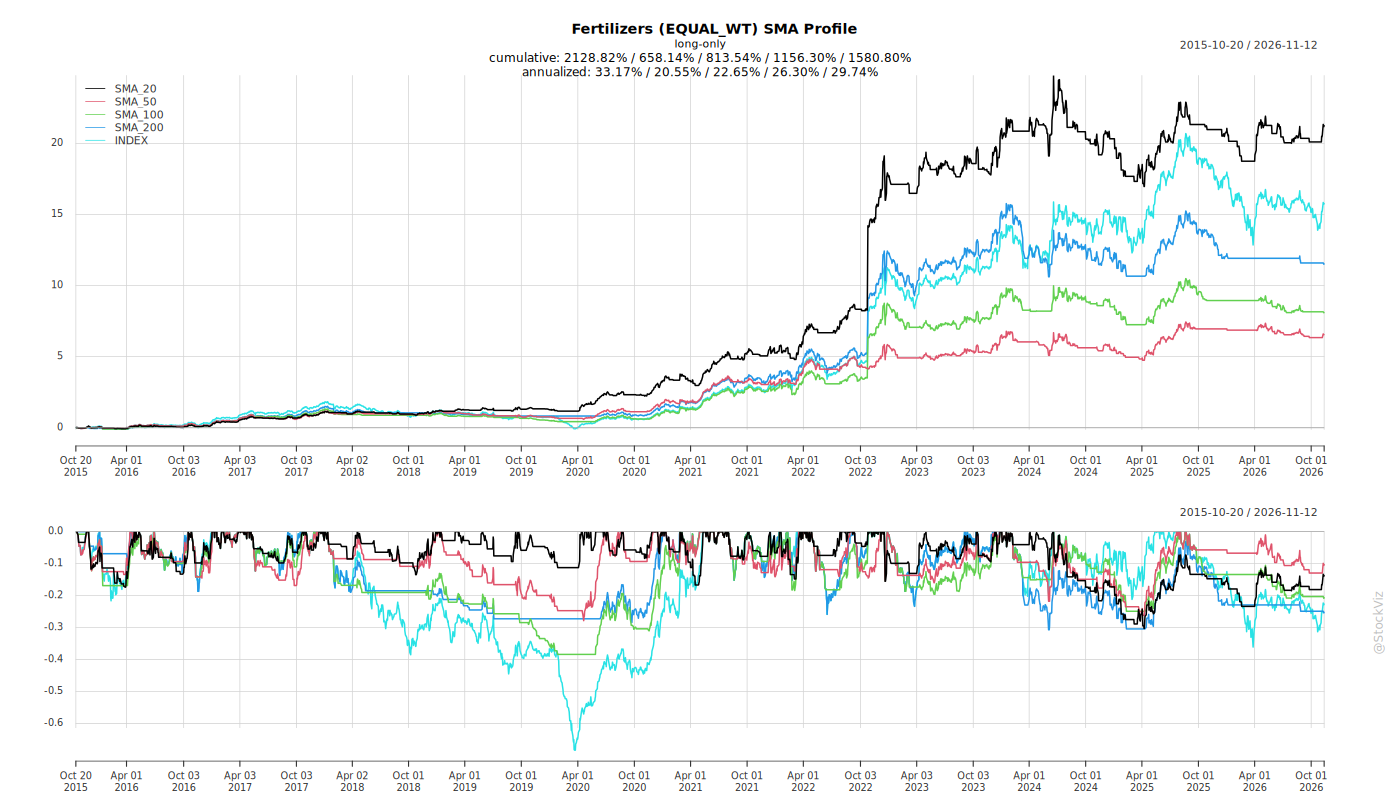 Fertilizers (EQUAL_WT) SMA Profile
long-only
cumulative: 2128.82% / 658.14% / 813.54% / 1156.30% / 1580.80%
annualized: 33.17% / 20.55% / 22.65% / 26.30% / 29.74%
2015-10-20 / 2026-11-12
SMA_20
SMA_50
SMA_100
SMA_200
INDEX
20
15
10
5
0
Oct 20 Apr 01 Oct 03 Apr 03 Oct 03 Apr 02 Oct 01 Apr 01 Oct 01 Apr 01 Oct 01 Apr 01 Oct 01 Apr 01 Oct 03 Apr 03 Oct 03 Apr 01 Oct 01 Apr 01 Oct 01 Apr 01 Oct 01
2015 2016 2016 2017 2017 2018 2018 2019 2019 2020 2020 2021 2021 2022 2022 2023 2023 2024 2024 2025 2025 2026 2026
2015-10-20 / 2026-11-12
0.0
-0.1
-0.2
-0.3
-0.4
-0.5
-0.6
Oct 20 Apr 01 Oct 03 Apr 03 Oct 03 Apr 02 Oct 01 Apr 01 Oct 01 Apr 01 Oct 01 Apr 01 Oct 01 Apr 01 Oct 03 Apr 03 Oct 03 Apr 01 Oct 01 Apr 01 Oct 01 Apr 01 Oct 01
2015 2016 2016 2017 2017 2018 2018 2019 2019 2020 2020 2021 2021 2022 2022 2023 2023 2024 2024 2025 2025 2026 2026
@StockViz